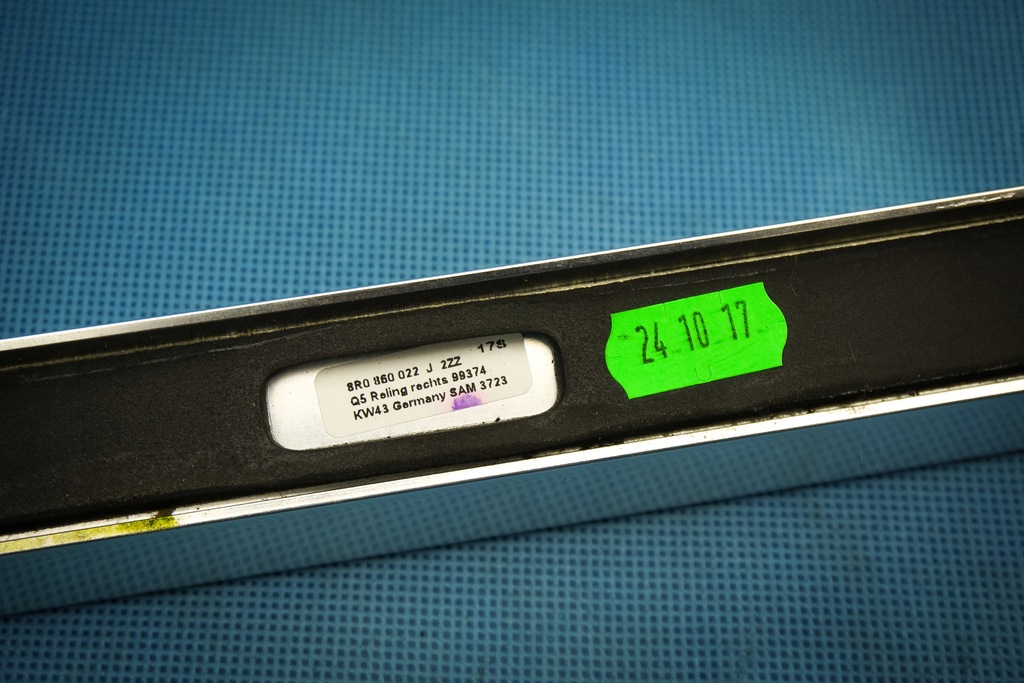 8R0 860 022 J 2ZZ 17S
Q5 Reling rechts 99374
KW43 Germany SAM 3723
24 10 17